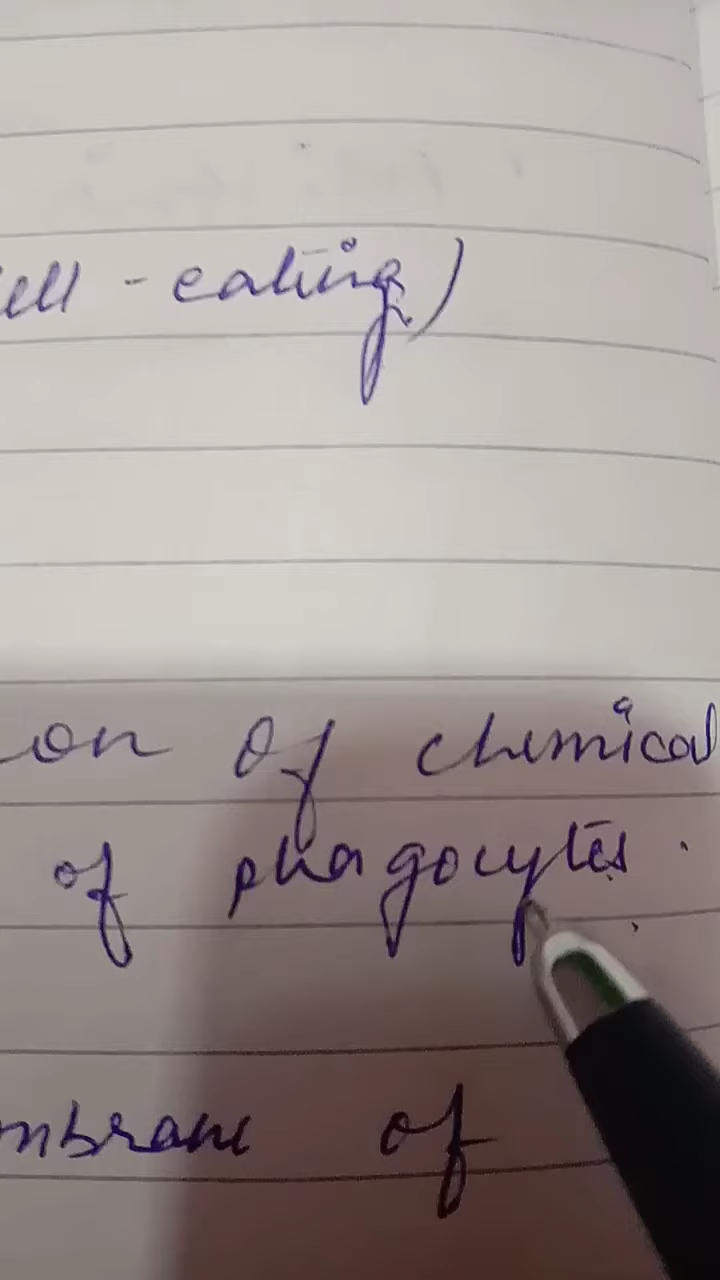 ell - eating)
on of chemical
of phagocytes.
mbrane of